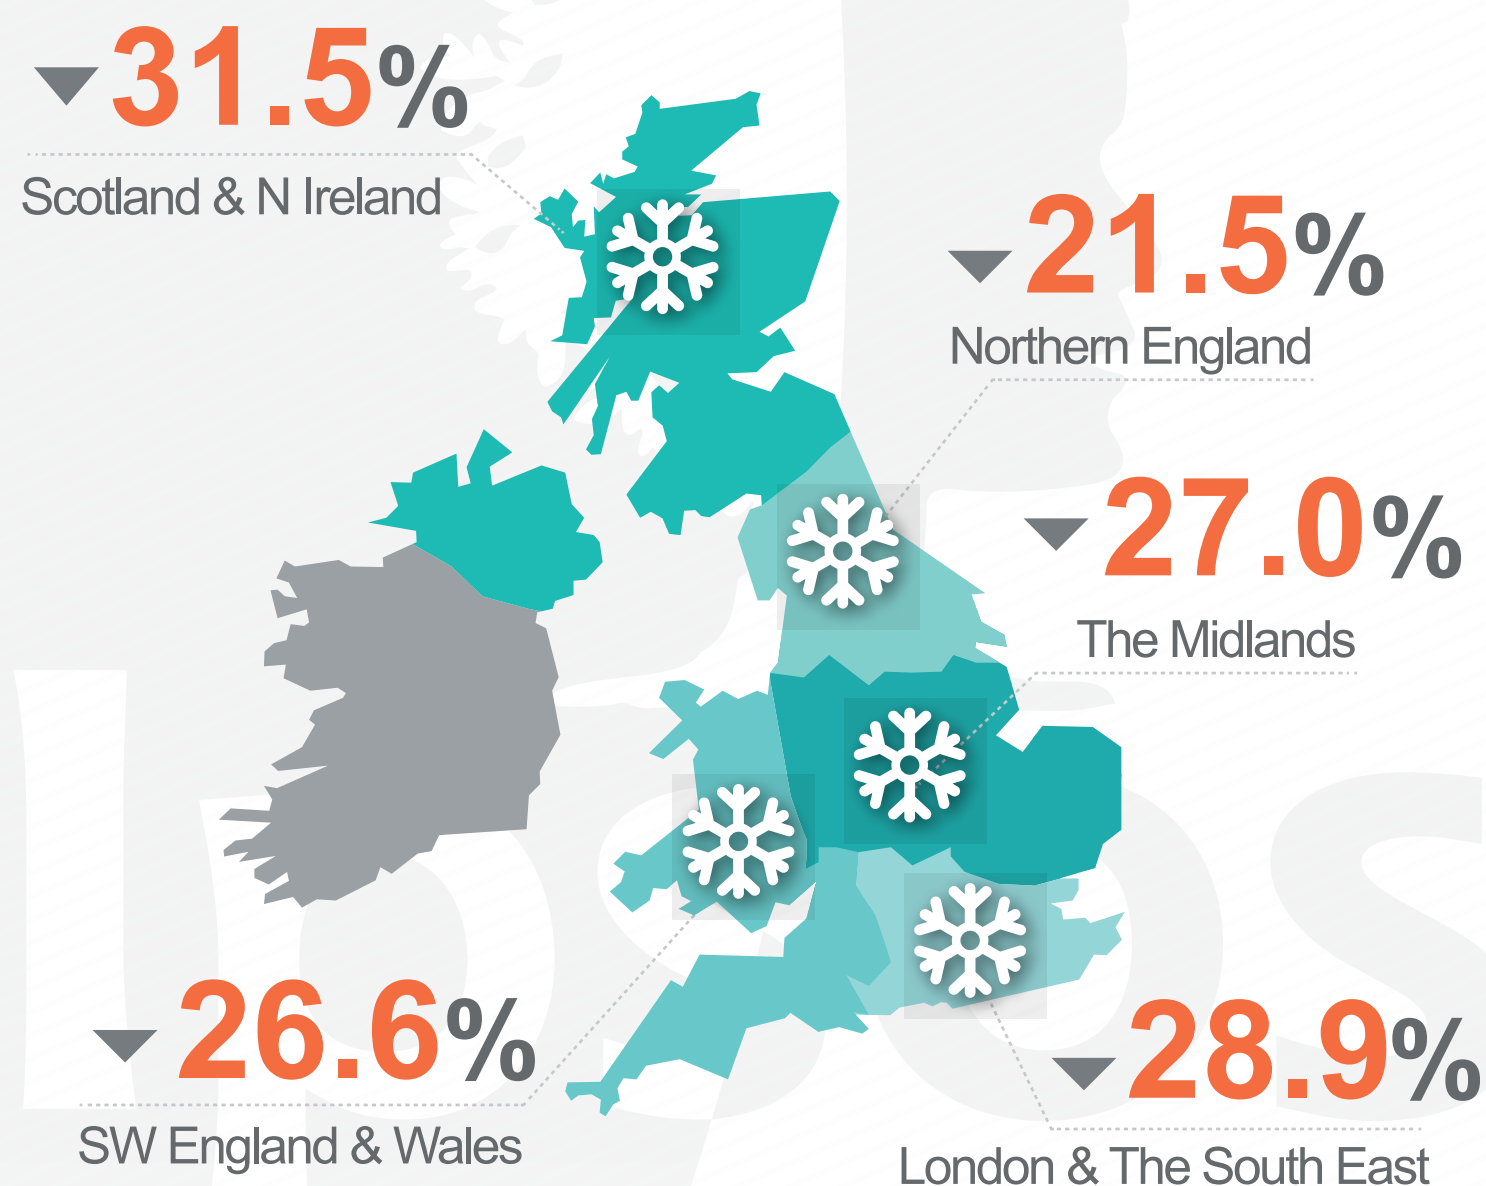 ▼31.5%
Scotland & N Ireland
▼21.5%
Northern England
▼27.0%
The Midlands
▼26.6%
SW England & Wales
▼28.9%
London & The South East
Ipsos